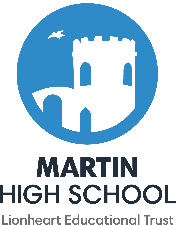 MARTIN
HIGH SCHOOL
Lionheart Educational Trust